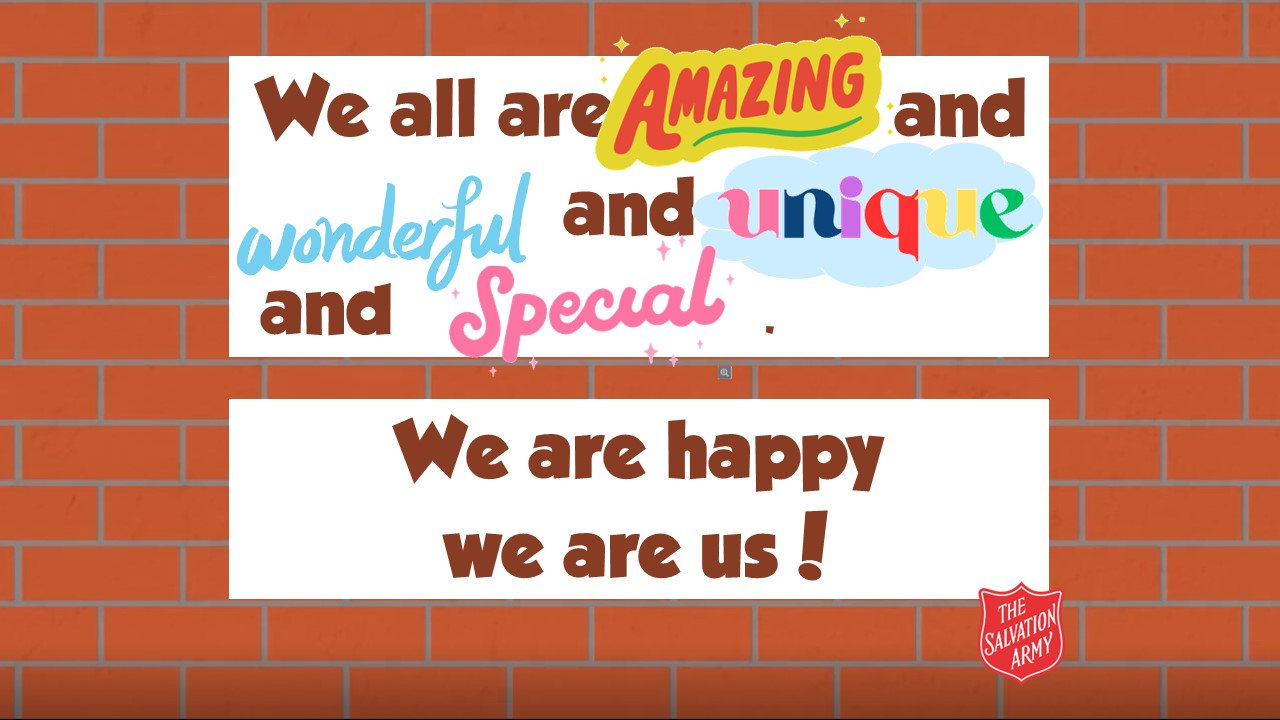 We all are AMAZING and
wonderful and unique
and Special .
We are happy
we are us!
THE
SALVATION
ARMY